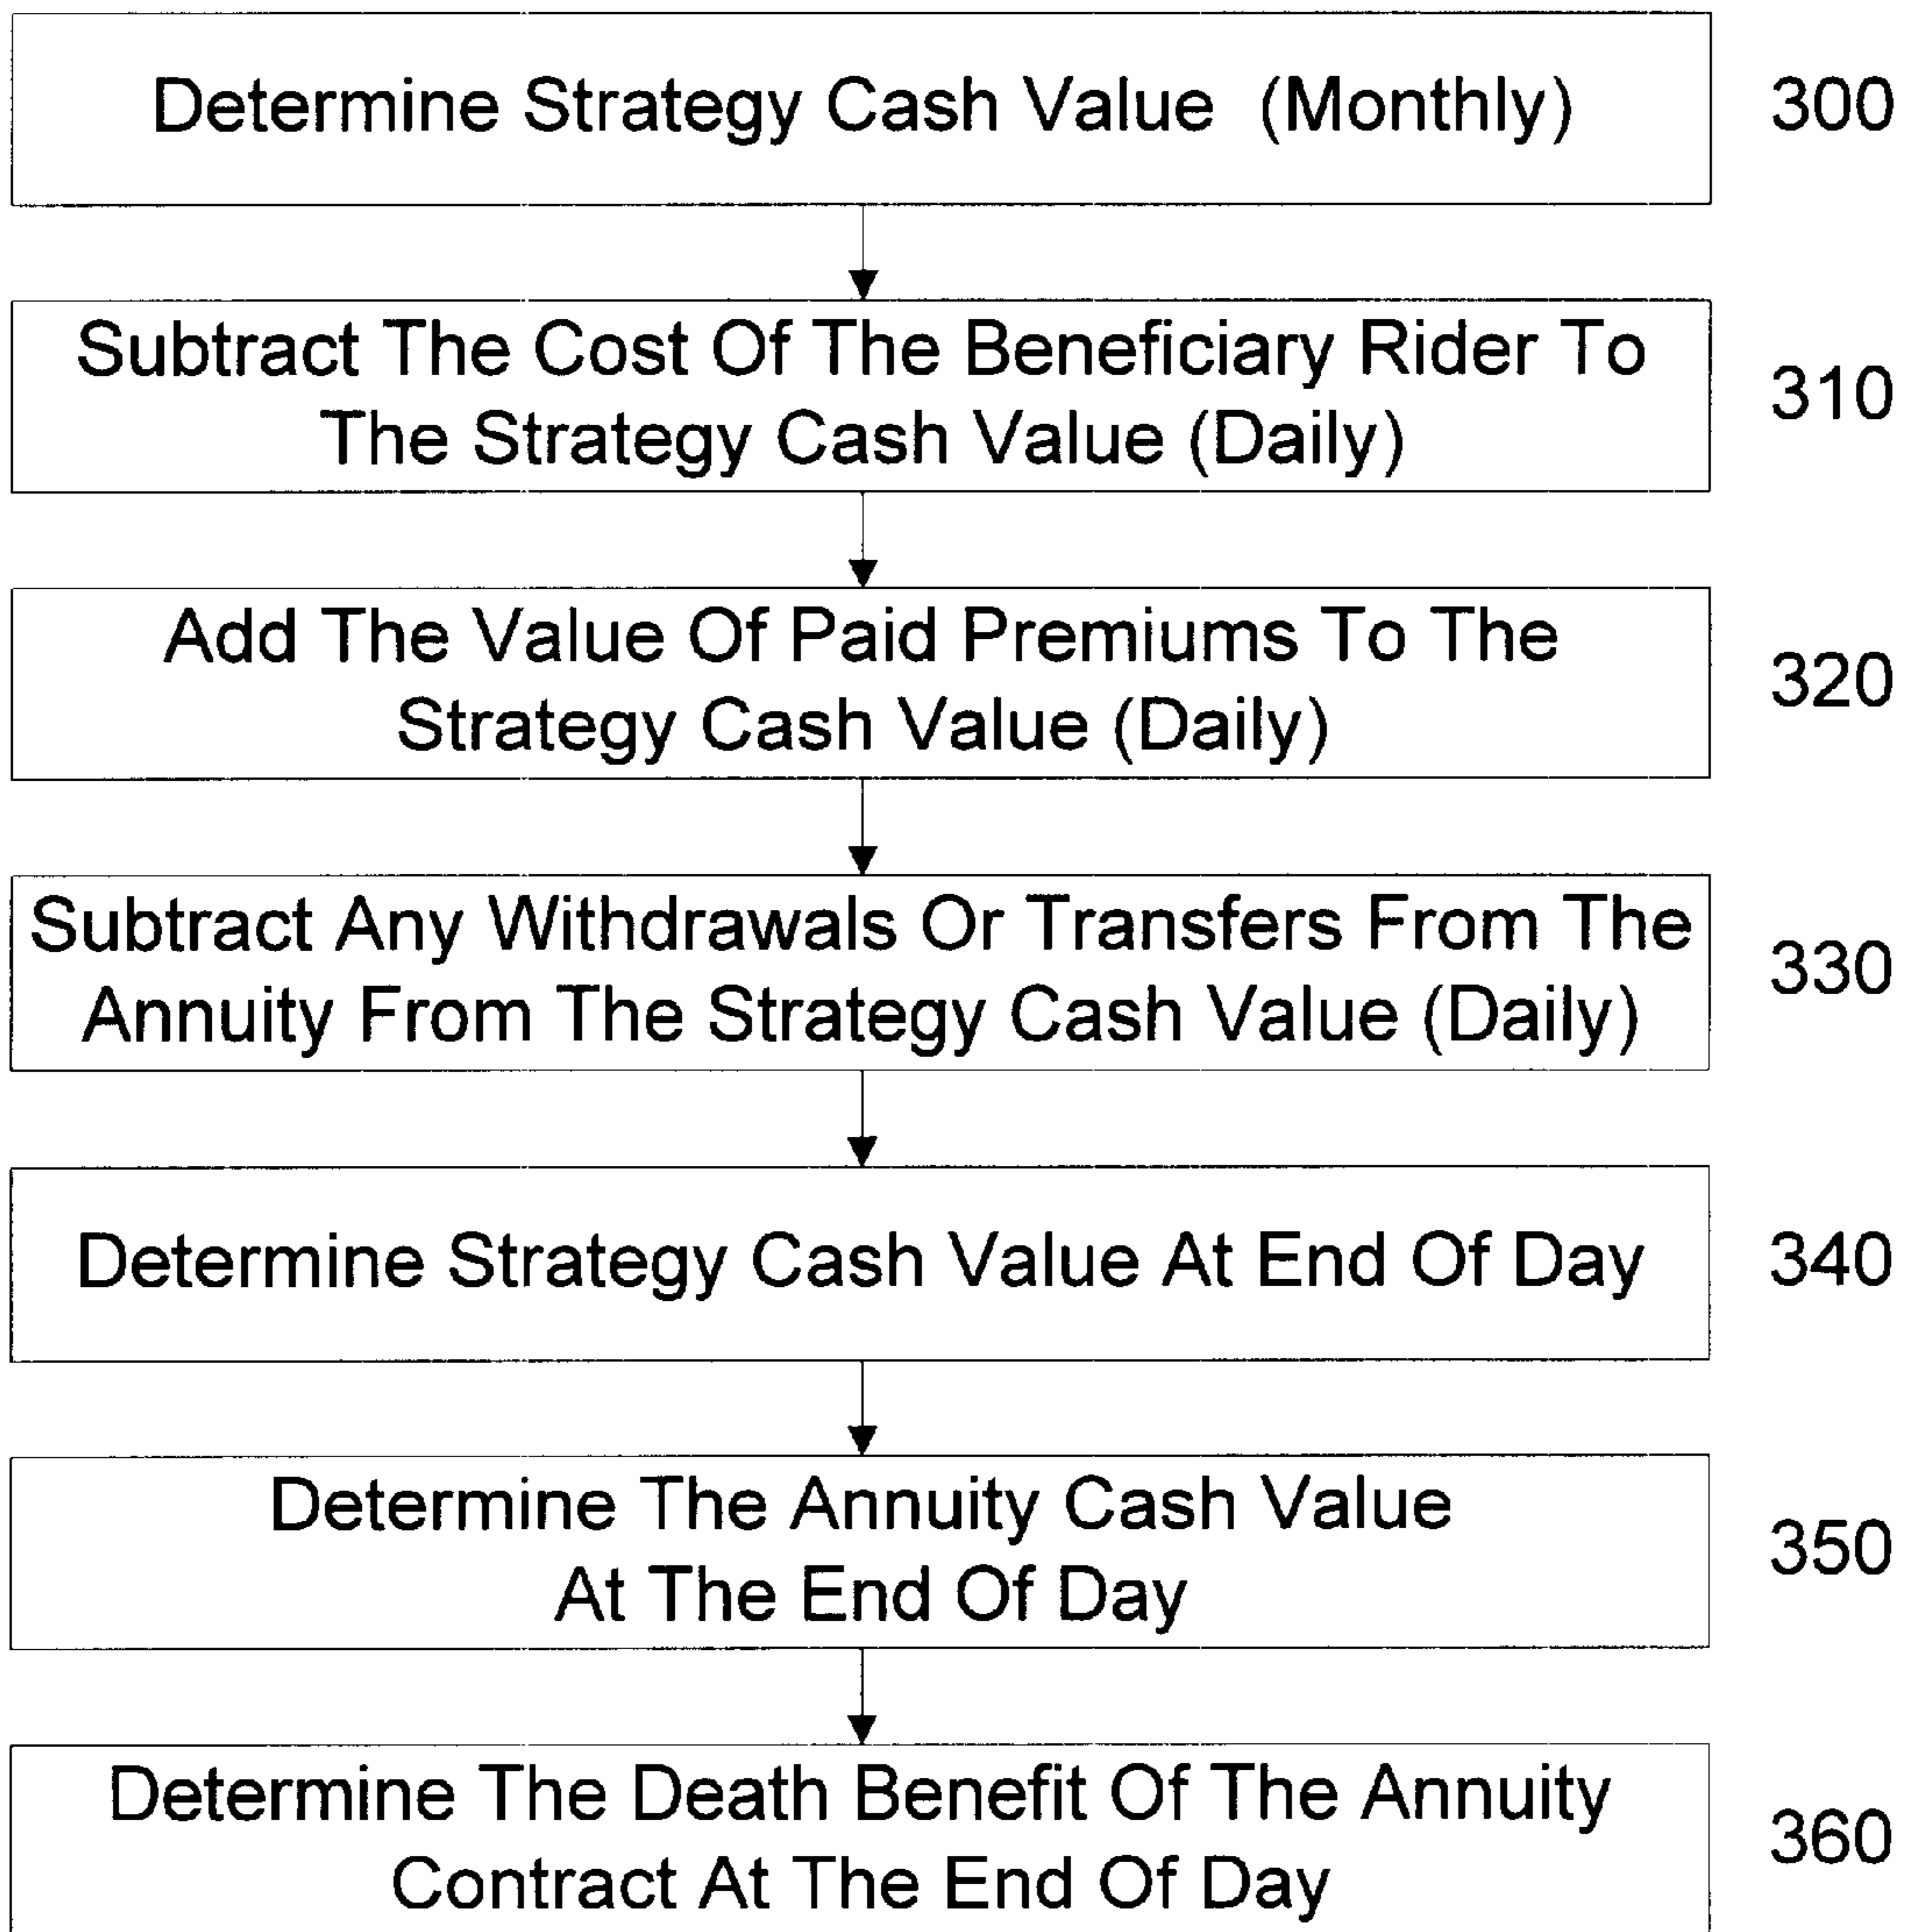 Determine Strategy Cash Value (Monthly)
300
Subtract The Cost Of The Beneficiary Rider To
The Strategy Cash Value (Daily)
310
Add The Value Of Paid Premiums To The
Strategy Cash Value (Daily)
320
Subtract Any Withdrawals Or Transfers From The
Annuity From The Strategy Cash Value (Daily)
330
Determine Strategy Cash Value At End Of Day
340
Determine The Annuity Cash Value
At The End Of Day
350
Determine The Death Benefit Of The Annuity
Contract At The End Of Day
360